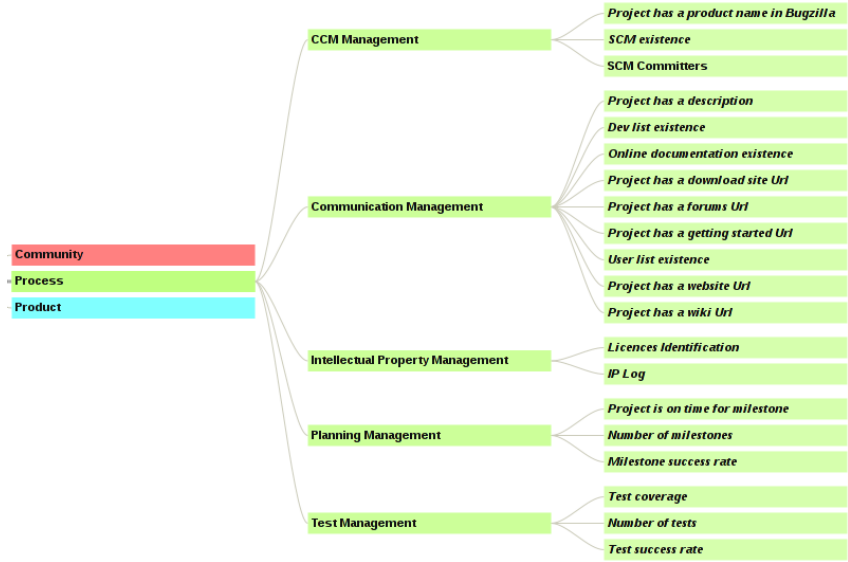 Community
Process
Product
CCM Management
Project has a product name in Bugzilla
SCM existence
SCM Committers
Communication Management
Project has a description
Dev list existence
Online documentation existence
Project has a download site Url
Project has a forums Url
Project has a getting started Url
User list existence
Project has a website Url
Project has a wiki Url
Intellectual Property Management
Licences Identification
IP Log
Planning Management
Project is on time for milestone
Number of milestones
Milestone success rate
Test Management
Test coverage
Number of tests
Test success rate